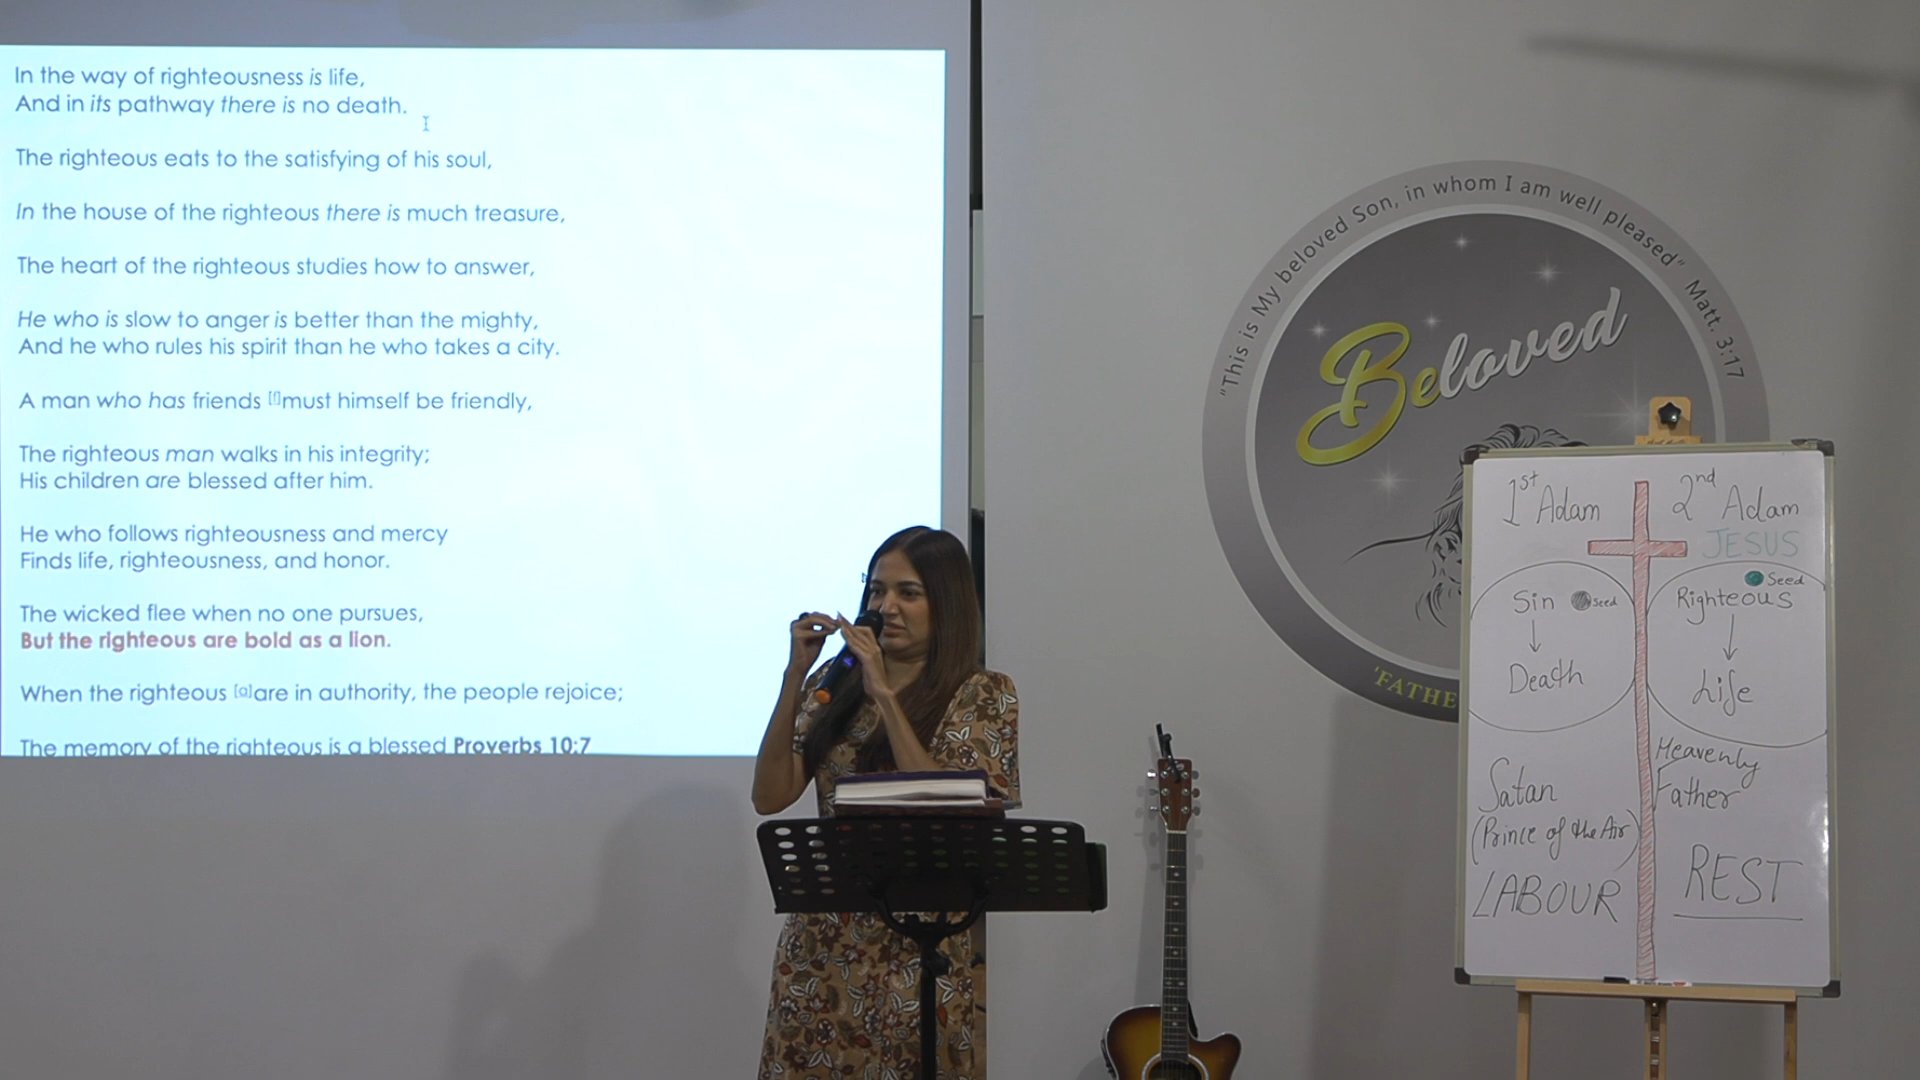 In the way of righteousness is life,
And in its pathway there is no death.
The righteous eats to the satisfying of his soul,
In the house of the righteous there is much treasure,
The heart of the righteous studies how to answer,
He who is slow to anger is better than the mighty,
And he who rules his spirit than he who takes a city.
A man who has friends [f]must himself be friendly,
The righteous man walks in his integrity;
His children are blessed after him.
He who follows righteousness and mercy
Finds life, righteousness, and honor.
The wicked flee when no one pursues,
But the righteous are bold as a lion.
When the righteous [a]are in authority, the people rejoice;
The memory of the righteous is a blessed Proverbs 10:7
"This is My beloved Son, in whom I am well pleased" Matt. 3:17
Beloved
'FATHE
1st Adam
Sin Seed
Death
Satan
(Prince of the Air)
LABOUR
2nd Adam
JESUS
Seed
Righteous
Life
Heavenly
Father
REST